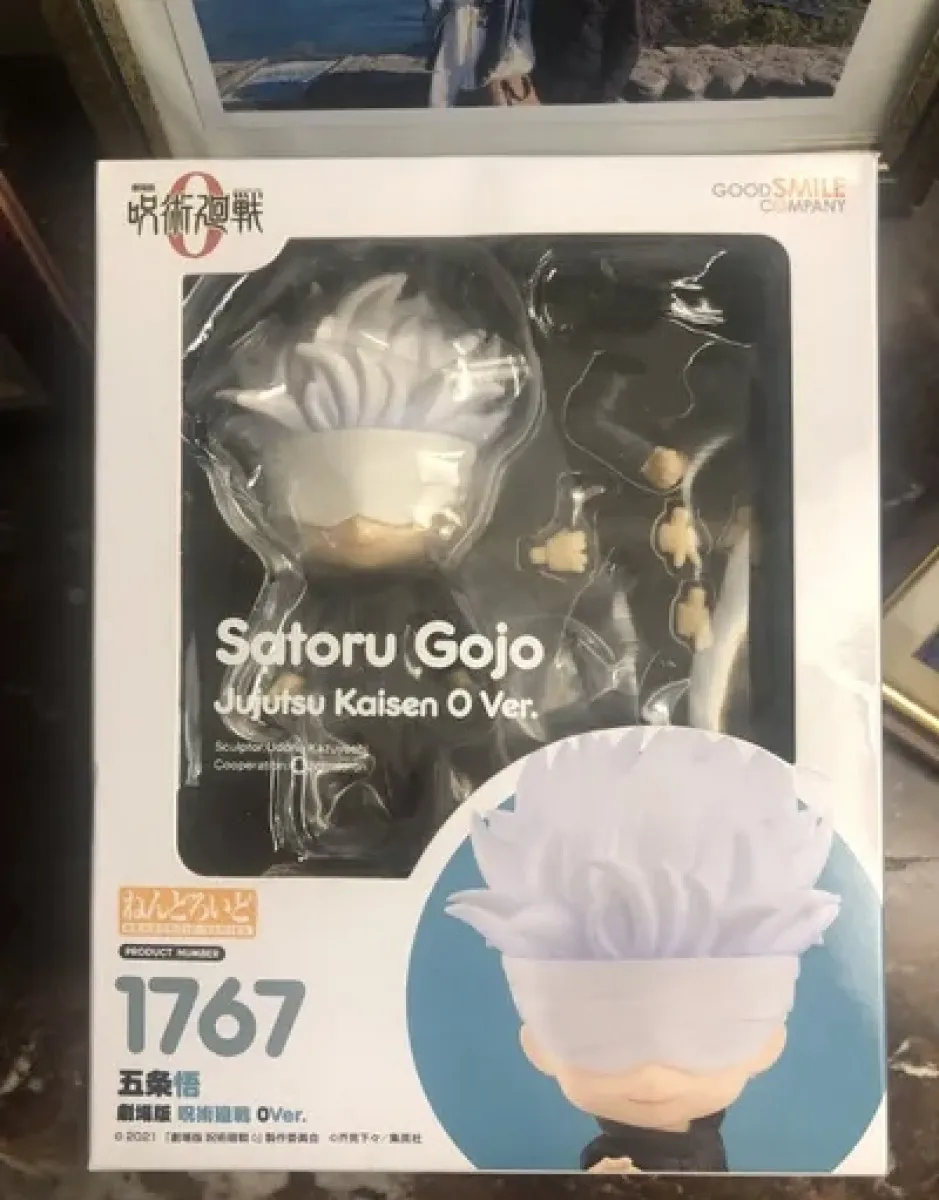 劇場版
呪術廻戦 0
GOOD SMILE
COMPANY
Satoru Gojo
Jujutsu Kaisen 0 Ver.
Sculptor:
Cooperation:
ねんどろいど
PRODUCT NUMBER
1767
五条悟
劇場版 呪術廻戦 0Ver.
© 2021 「劇場版 呪術廻戦 0」製作委員会 ©芥見下々/集英社